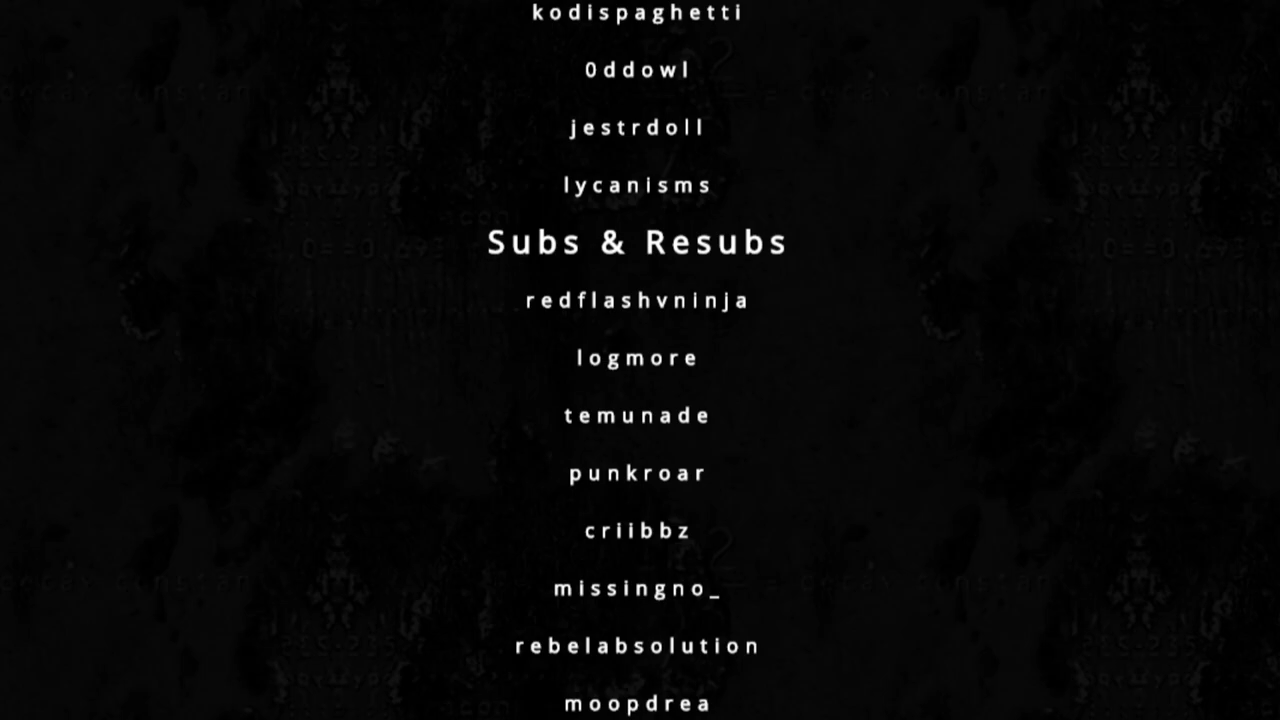 kodispaghetti
0ddowl
jestrdoll
lycanisms
Subs & Resubs
redflashvninja
logmore
temunade
punkroar
criibbz
missingno_
rebelabsolution
moopdrea